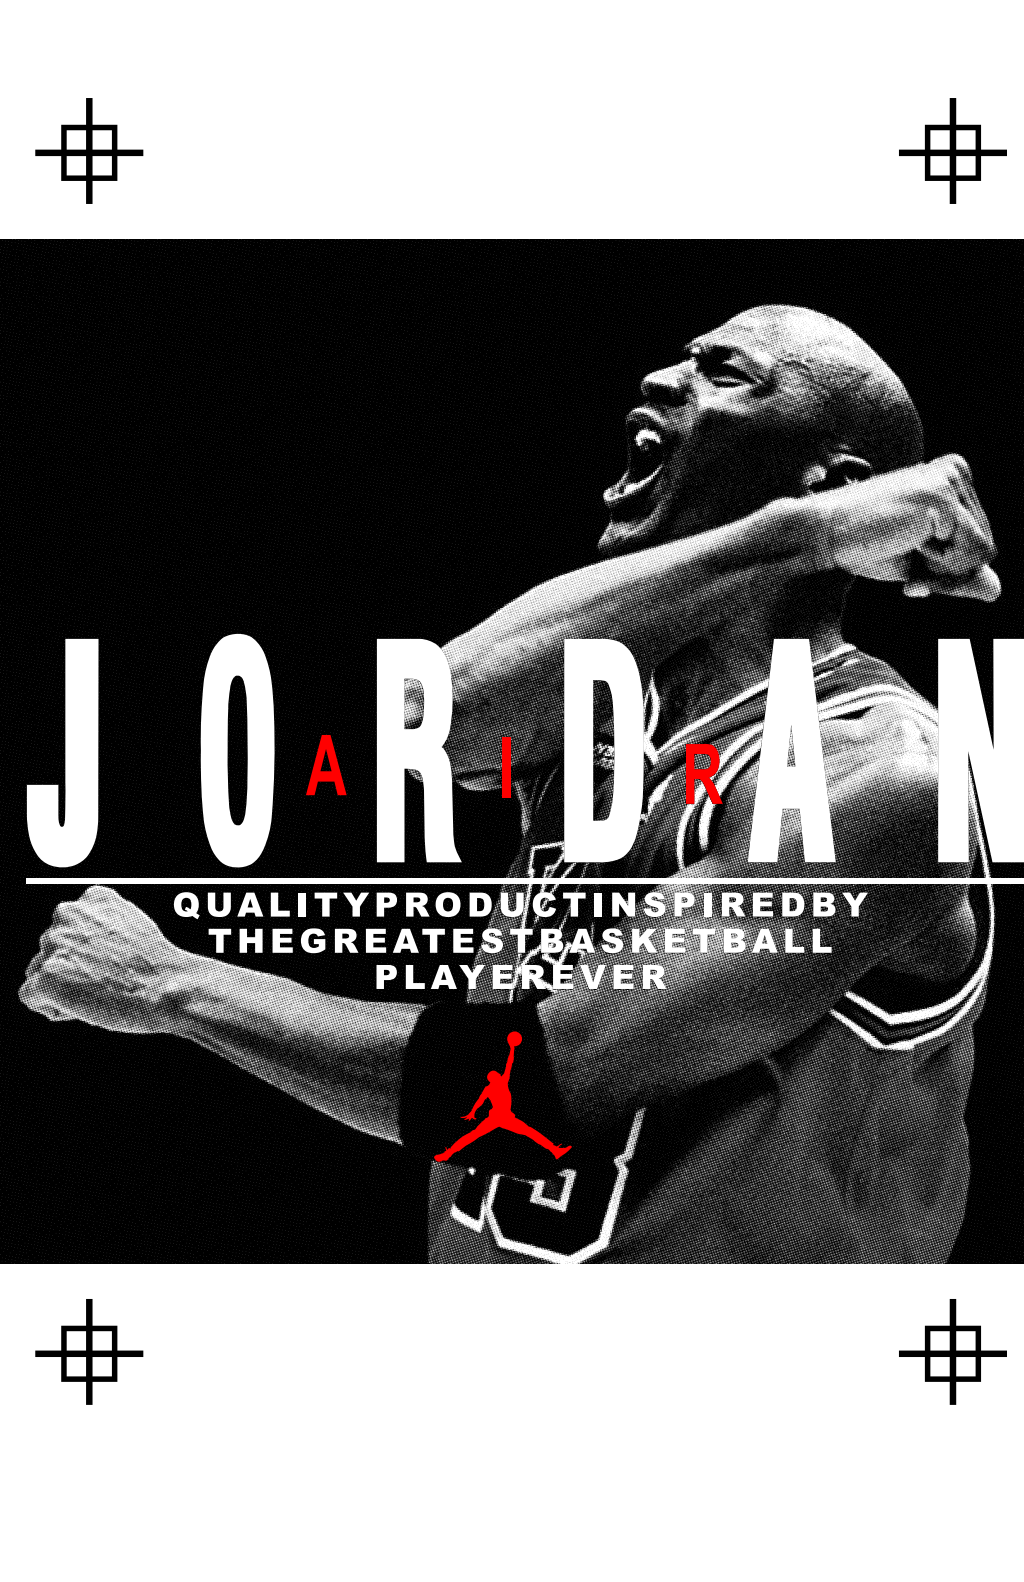 JORDAN
AIR
QUALITYPRODUCTINSPIREDBY
THEGREATESTBASKETBALL
PLAYEREVER